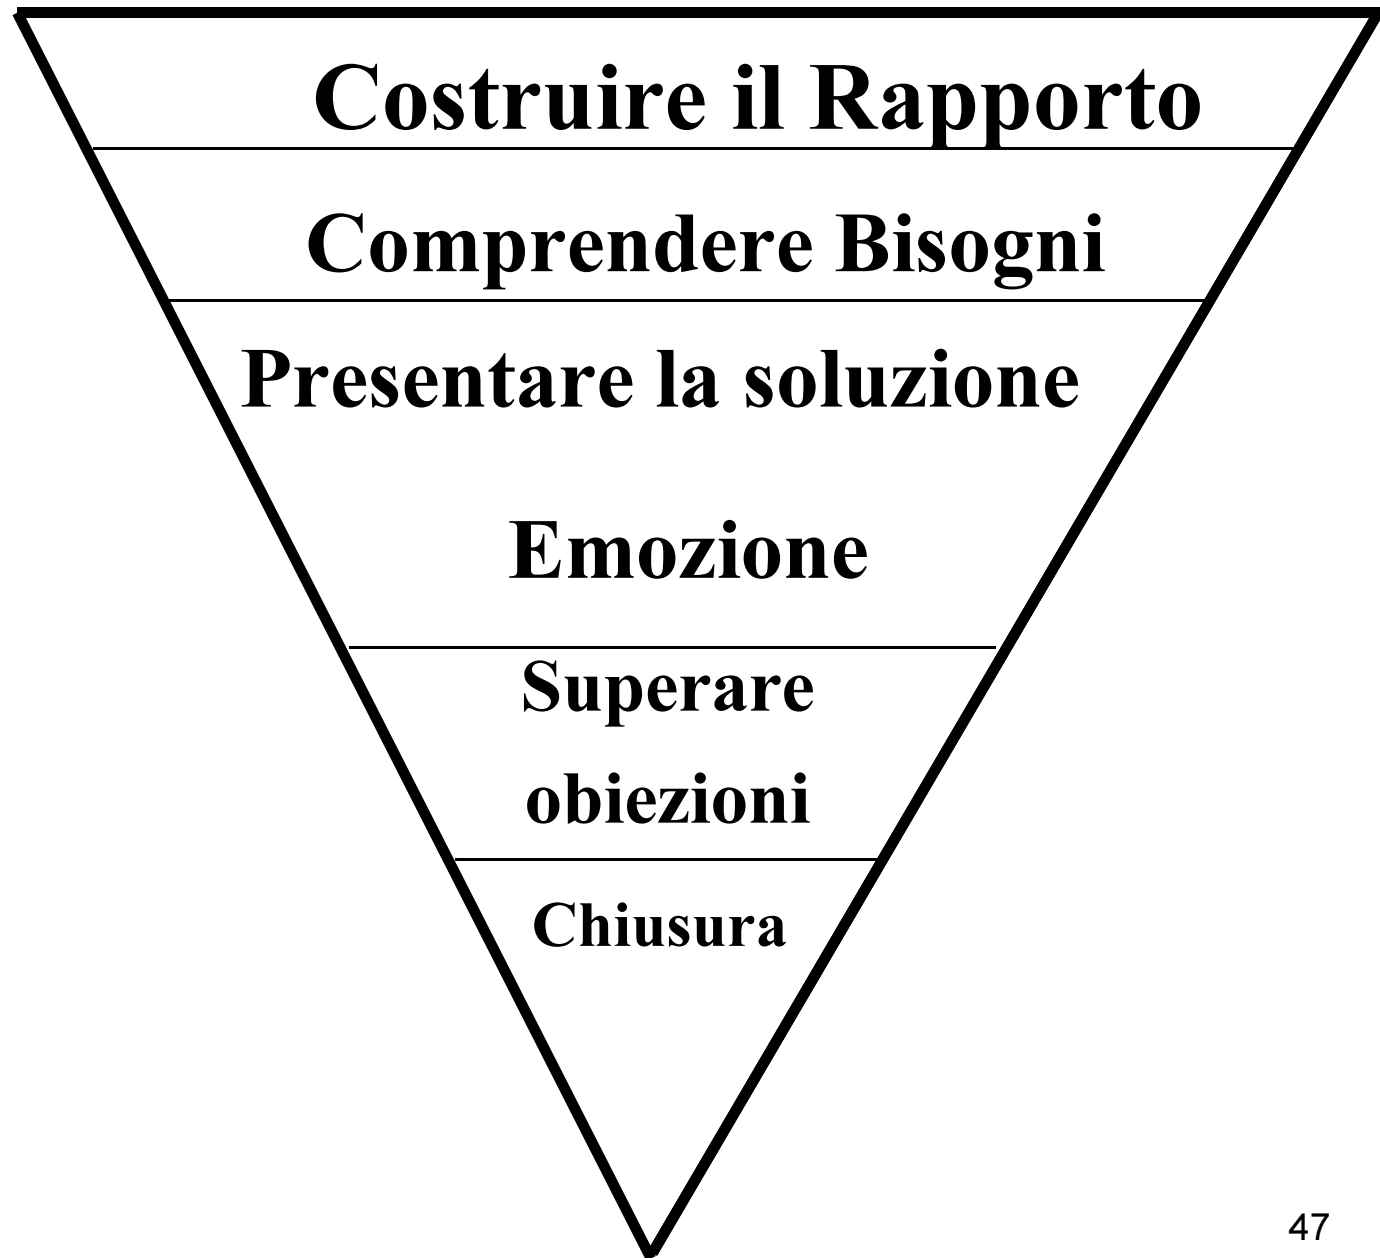 Costruire il Rapporto
Comprendere Bisogni
Presentare la soluzione
Emozione
Superare
obiezioni
Chiusura
47